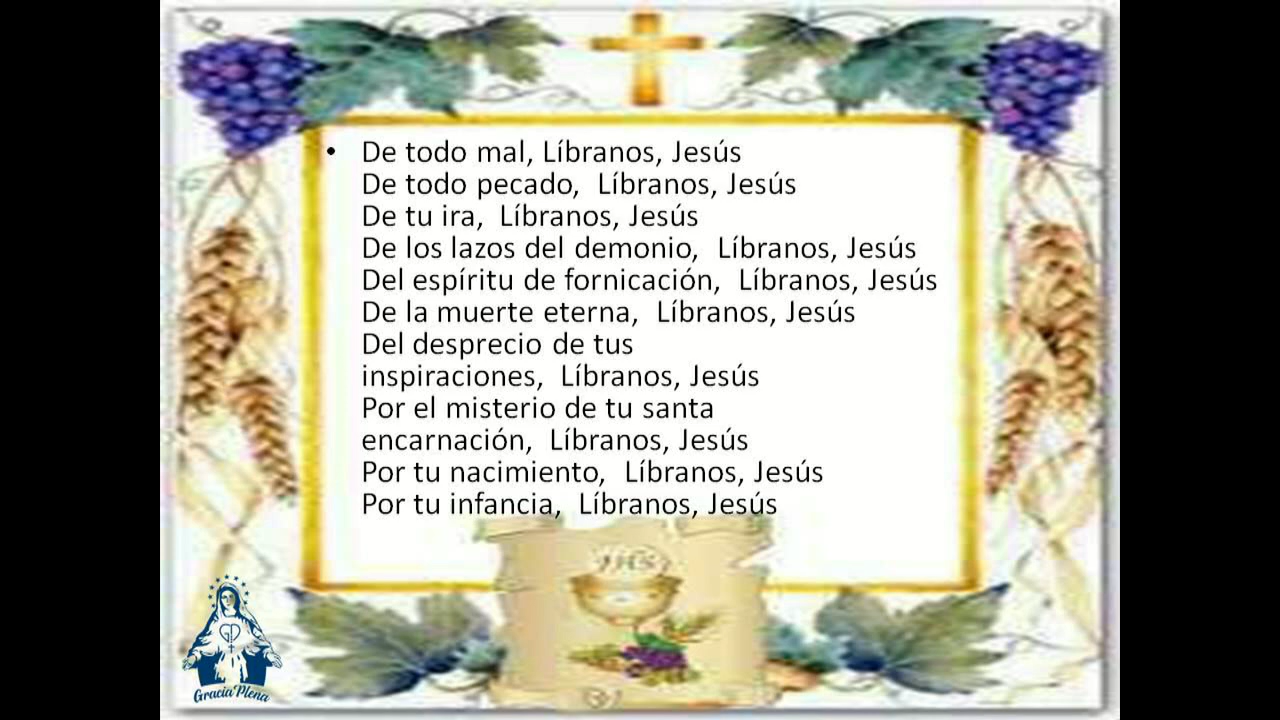 • De todo mal, Líbranos, Jesús
De todo pecado,  Líbranos, Jesús
De tu ira,  Líbranos, Jesús
De los lazos del demonio,  Líbranos, Jesús
Del espíritu de fornicación,  Líbranos, Jesús
De la muerte eterna,  Líbranos, Jesús
Del desprecio de tus
inspiraciones,  Líbranos, Jesús
Por el misterio de tu santa
encarnación,  Líbranos, Jesús
Por tu nacimiento,  Líbranos, Jesús
Por tu infancia,  Líbranos, Jesús
JHS
GP
Gracia Plena